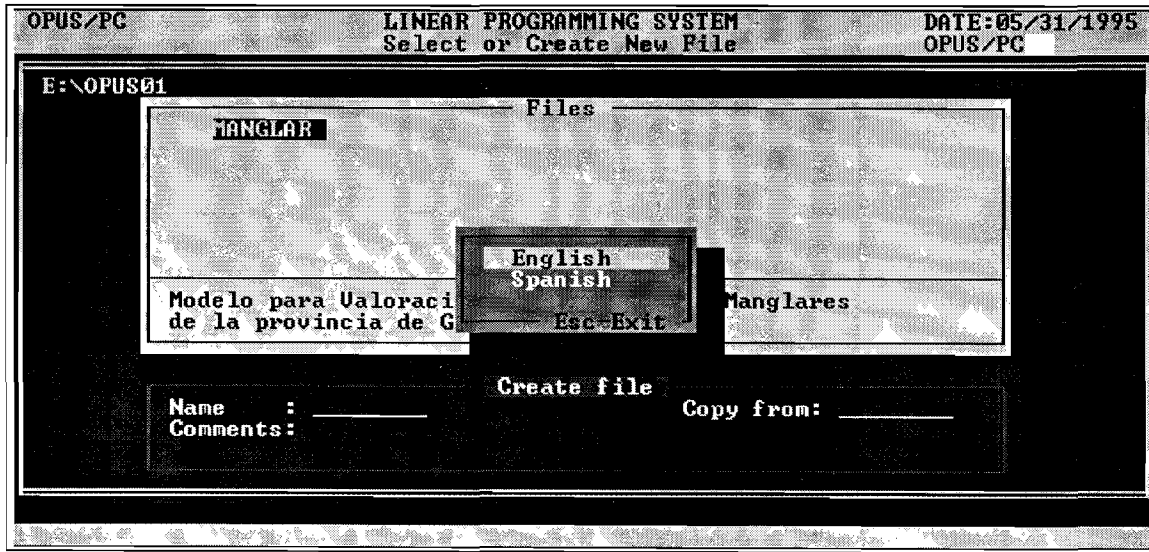 OPUS/PC LINEAR PROGRAMMING SYSTEM DATE:05/31/1995
Select or Create New File OPUS/PC
E:\OPUS01
Files
MANGLAR
English
Spanish
Esc-Exit
Modelo para Valoraci Manglares
de la provincia de G
Create file
Name : Copy from:
Comments: